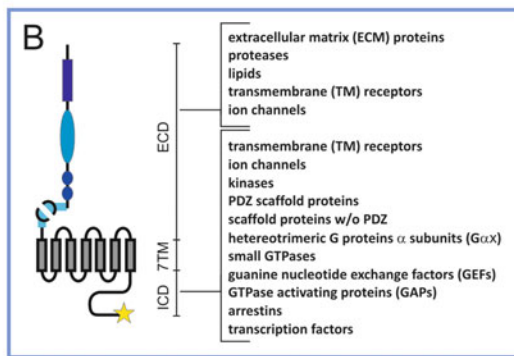 B
extracellular matrix (ECM) proteins
proteases
lipids
transmembrane (TM) receptors
ion channels
ECD
transmembrane (TM) receptors
ion channels
kinases
PDZ scaffold proteins
scaffold proteins w/o PDZ
hetereotrimeric G proteins α subunits (Gαx)
small GTPases
guanine nucleotide exchange factors (GEFs)
GTPase activating proteins (GAPs)
arrestins
transcription factors
7TM
ICD